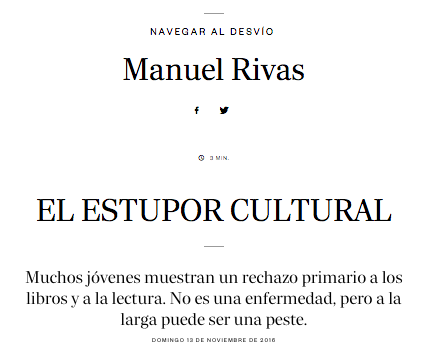 NAVEGAR AL DESVÍO
Manuel Rivas
3 MIN.
EL ESTUPOR CULTURAL
Muchos jóvenes muestran un rechazo primario a los
libros y a la lectura. No es una enfermedad, pero a la
larga puede ser una peste.
DOMINGO 13 DE NOVIEMBRE DE 2016